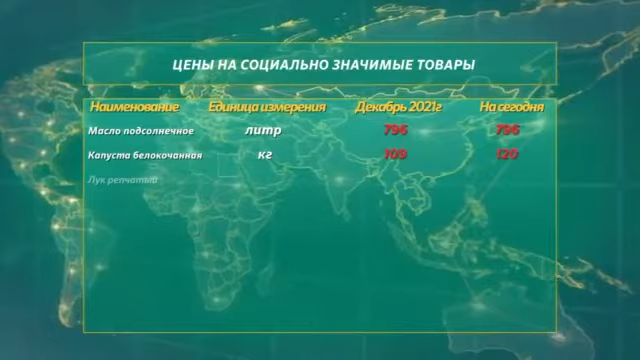 ЦЕНЫ НА СОЦИАЛЬНО ЗНАЧИМЫЕ ТОВАРЫ
Наименование Единица измерения Декабрь 2021г На сегодня
Масло подсолнечное литр 796 796
Капуста белокочанная кг 109 120
Лук репчатый